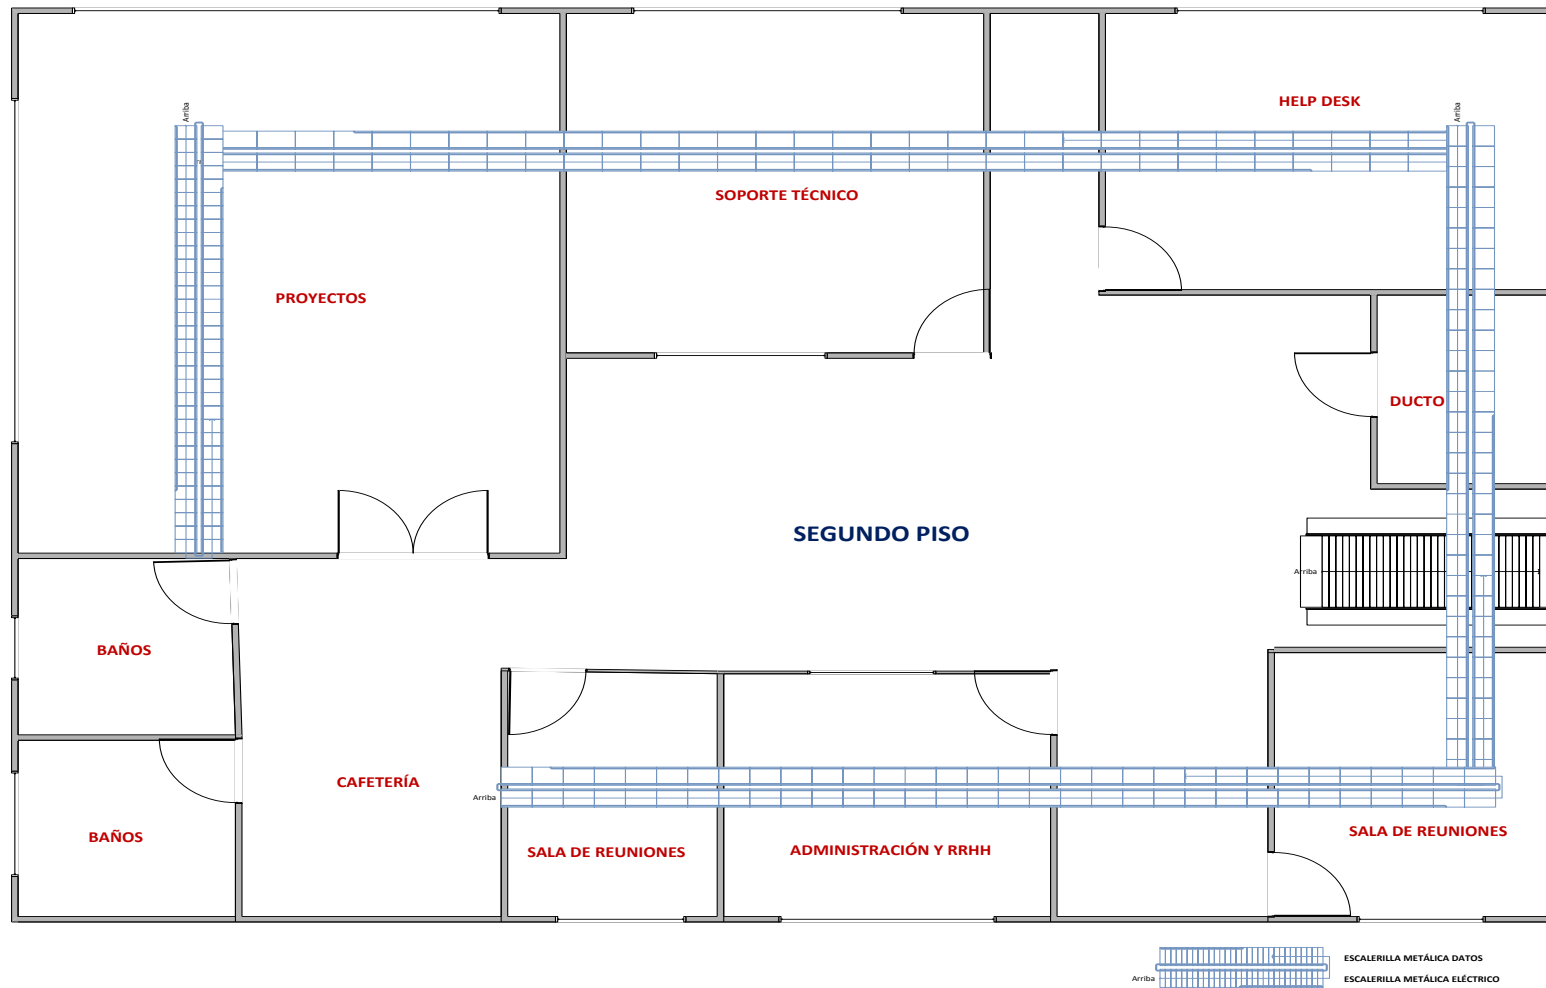 HELP DESK
Arriba
Arriba
SOPORTE TÉCNICO
PROYECTOS
DUCTO
SEGUNDO PISO
Arriba
BAÑOS
CAFETERÍA
Arriba
BAÑOS
SALA DE REUNIONES
ADMINISTRACIÓN Y RRHH
SALA DE REUNIONES
ESCALERILLA METÁLICA DATOS
Arriba
ESCALERILLA METÁLICA ELÉCTRICO